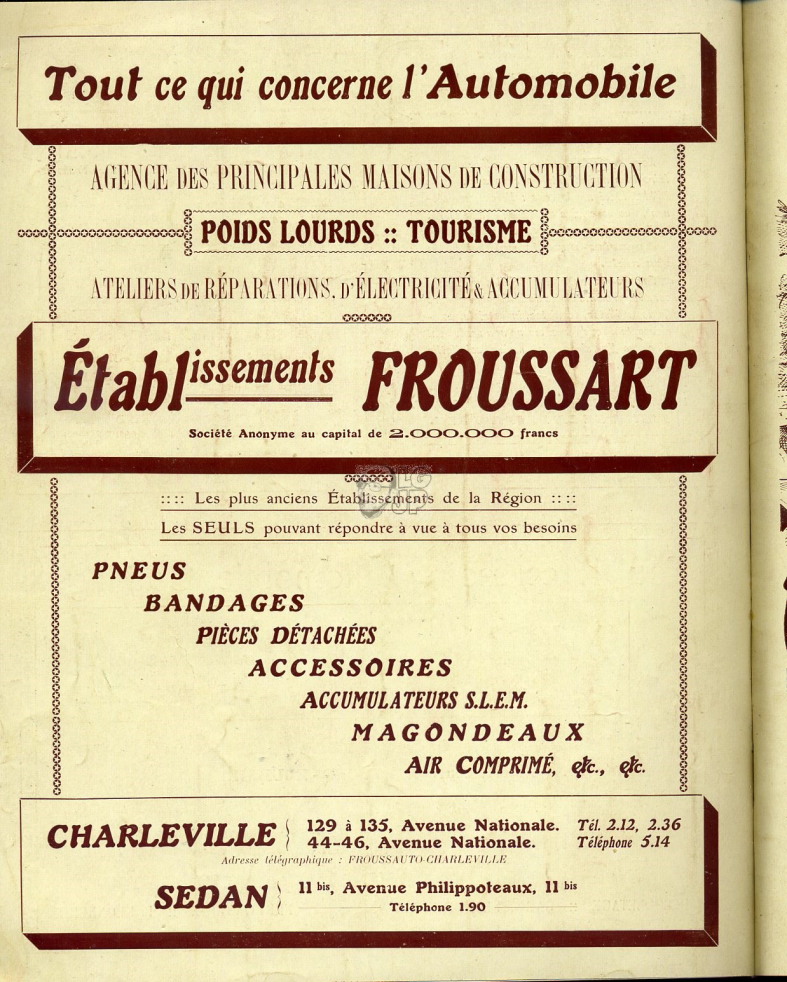 Tout ce qui concerne l'Automobile
AGENCE DES PRINCIPALES MAISONS DE CONSTRUCTION
POIDS LOURDS :: TOURISME
ATELIERS DE RÉPARATIONS, D'ÉLECTRICITÉ & ACCUMULATEURS
Établissements FROUSSART
Société Anonyme au capital de 2.000.000 francs
LG
JP
:::: Les plus anciens Établissements de la Région ::::
Les SEULS pouvant répondre à vue à tous vos besoins
PNEUS
BANDAGES
PIÈCES DÉTACHÉES
ACCESSOIRES
ACCUMULATEURS S.L.E.M.
MAGONDEAUX
AIR COMPRIMÉ, etc., etc.
CHARLEVILLE } 129 à 135, Avenue Nationale. Tél. 2.12, 2.36
44-46, Avenue Nationale. Téléphone 5.14
Adresse télégraphique : FROUSSAUTO-CHARLEVILLE
SEDAN } 11 bis, Avenue Philippoteaux, 11 bis
Téléphone 1.90